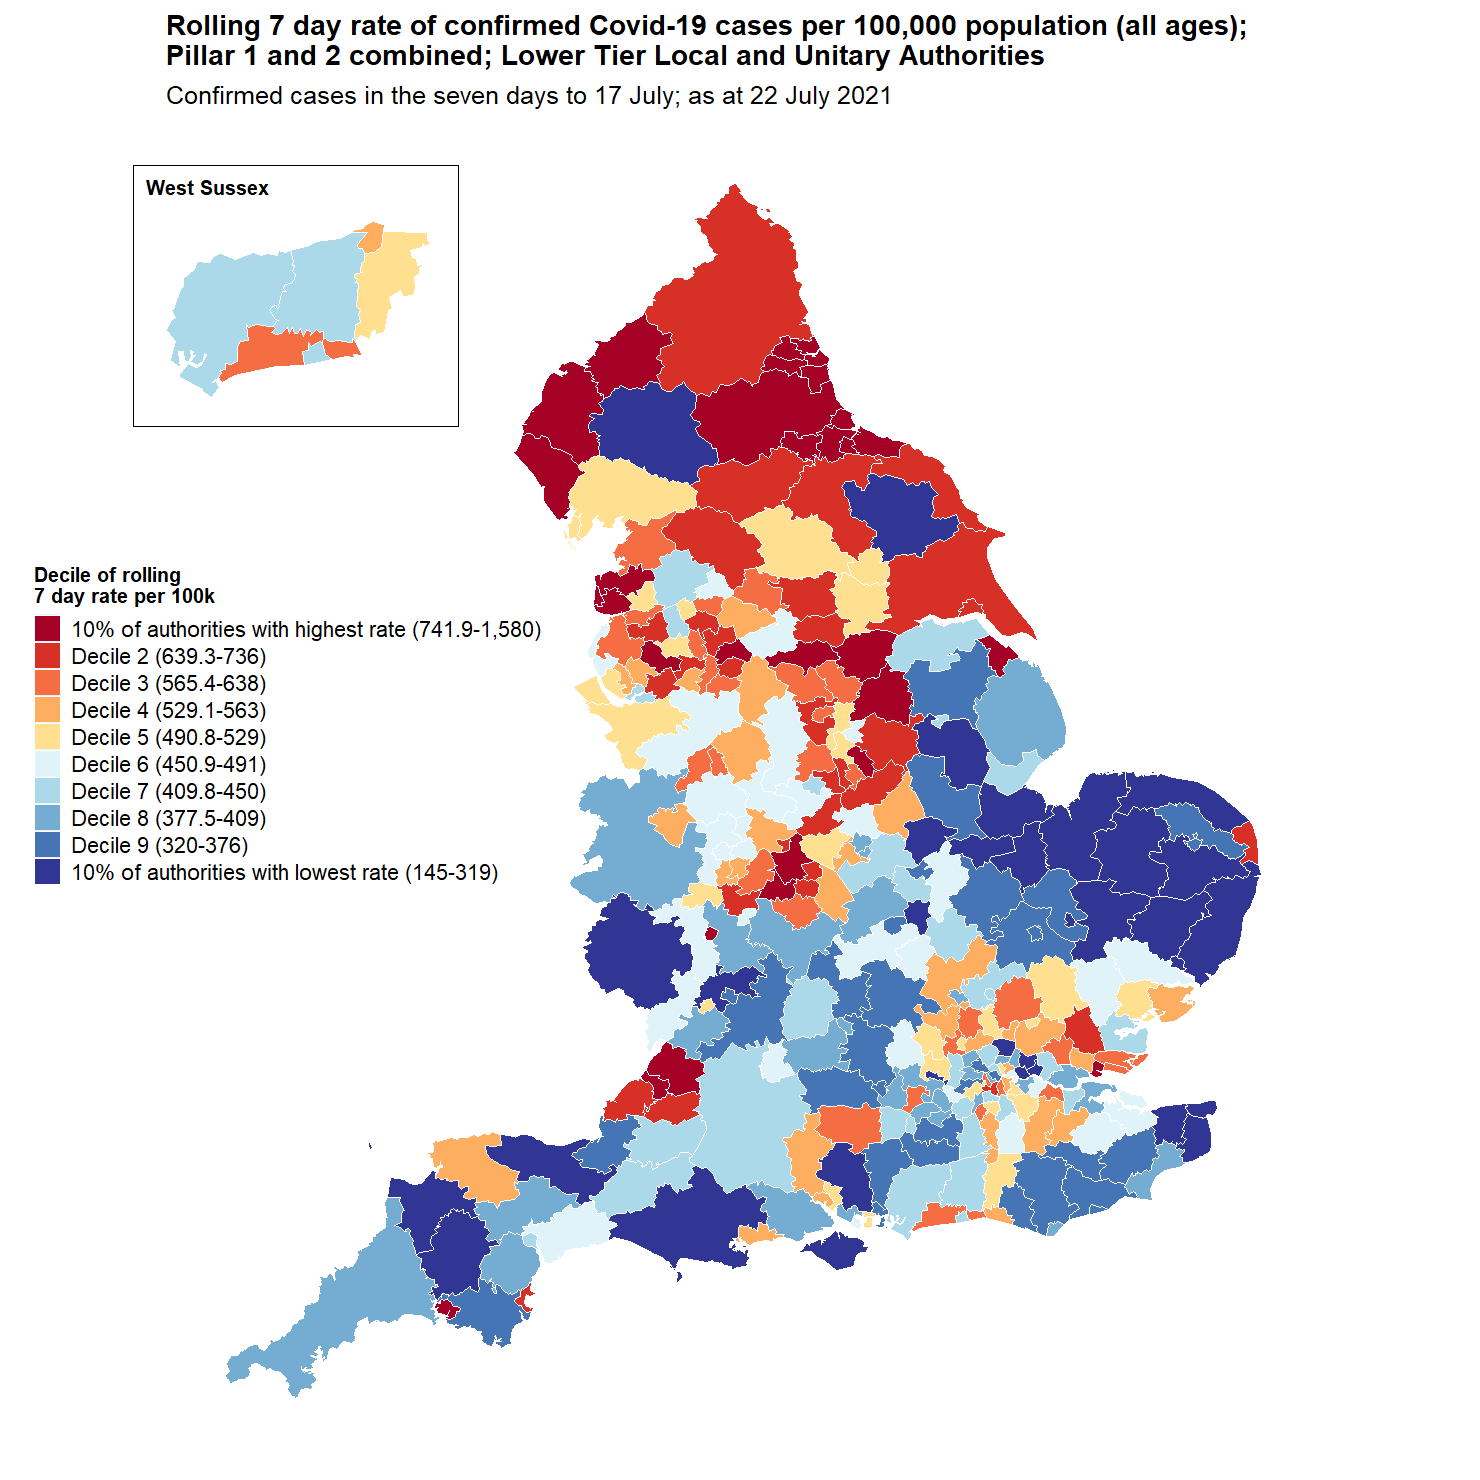 Rolling 7 day rate of confirmed Covid-19 cases per 100,000 population (all ages);
Pillar 1 and 2 combined; Lower Tier Local and Unitary Authorities
Confirmed cases in the seven days to 17 July; as at 22 July 2021
West Sussex
Decile of rolling
7 day rate per 100k
10% of authorities with highest rate (741.9-1,580)
Decile 2 (639.3-736)
Decile 3 (565.4-638)
Decile 4 (529.1-563)
Decile 5 (490.8-529)
Decile 6 (450.9-491)
Decile 7 (409.8-450)
Decile 8 (377.5-409)
Decile 9 (320-376)
10% of authorities with lowest rate (145-319)